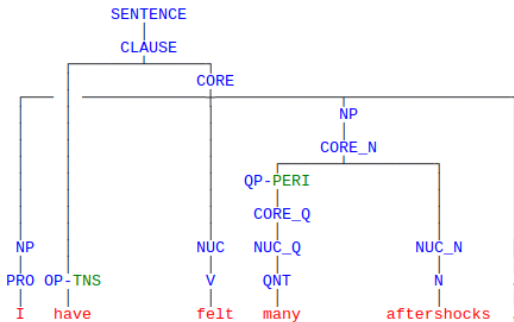 SENTENCE
CLAUSE
CORE
NP
CORE_N
QP-PERI
CORE_Q
NP NUC NUC_Q NUC_N
PRO OP-TNS V QNT N
I have felt many aftershocks